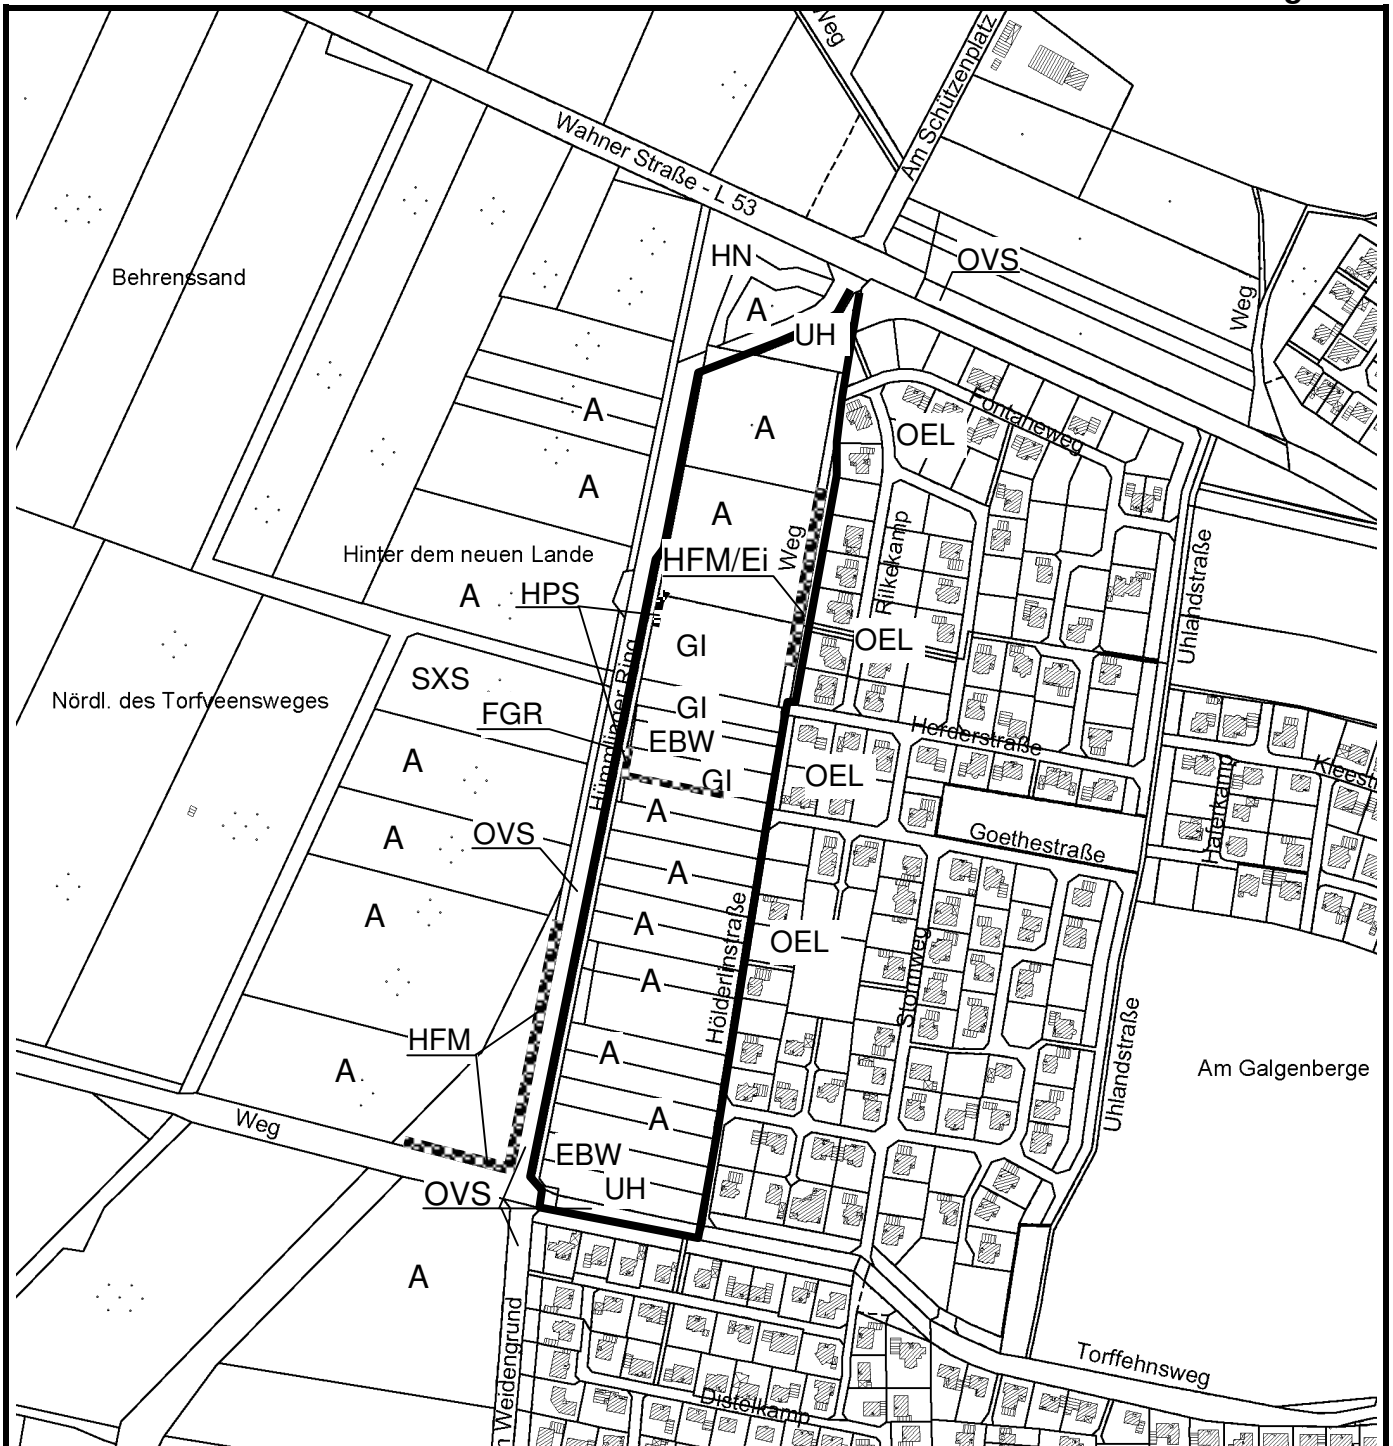 g
Weg
Am Schützenplatz
Wahner Straße - L 53
HN
OVS
Behrenssand
A
UH
Weg
Fontaneweg
A
A
OEL
A
A
Weg
Rilkekamp
Uhlandstraße
Hinter dem neuen Lande
HFM/Ei
A
HPS
GI
OEL
SXS
Nördl. des Torfveensweges
FGR
Hümmlinger Ring
GI
EBW
Herderstraße
A
GI
OEL
Haferkamp
A
OVS
A
Goethestraße
A
A
A
Hölderlinstraße
OEL
Stormweg
A
HFM
A
A
Uhlandstraße
Am Galgenberge
Weg
A
EBW
OVS
UH
A
Weidengrund
Torffehnsweg
Distelkamp